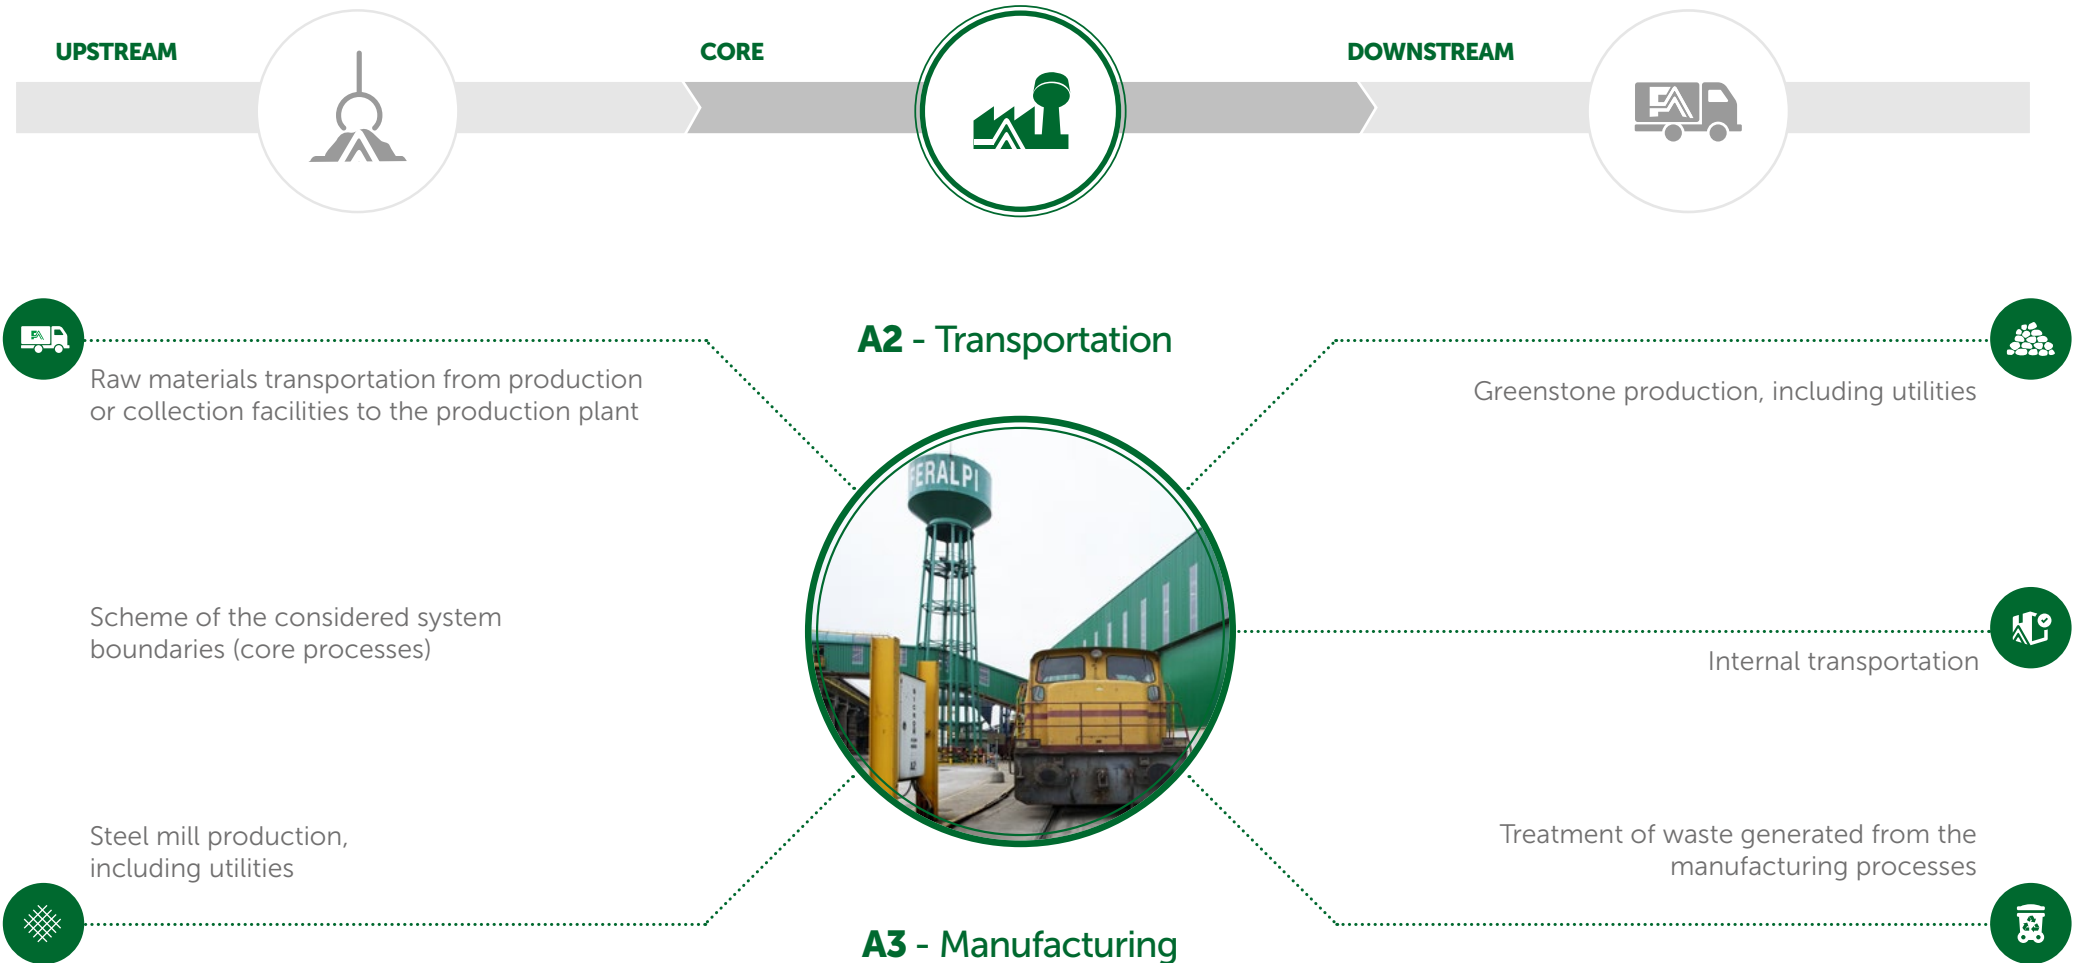 UPSTREAM
CORE
DOWNSTREAM
A2 - Transportation
Raw materials transportation from production
or collection facilities to the production plant
Greenstone production, including utilities
FERALPI
Scheme of the considered system
boundaries (core processes)
Internal transportation
Steel mill production,
including utilities
Treatment of waste generated from the
manufacturing processes
A3 - Manufacturing